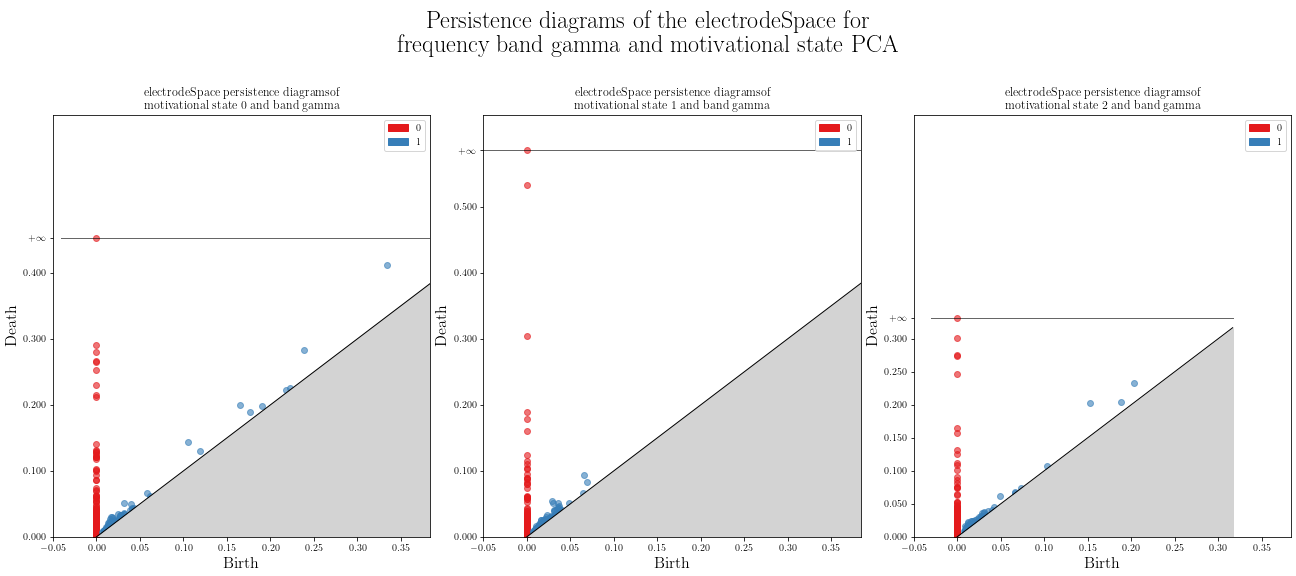 Persistence diagrams of the electrodeSpace for
frequency band gamma and motivational state PCA
electrodeSpace persistence diagramsof
motivational state 0 and band gamma
0
1
+∞
0.400
0.300
0.200
0.100
0.000
Death
−0.05 0.00 0.05 0.10 0.15 0.20 0.25 0.30 0.35
Birth
electrodeSpace persistence diagramsof
motivational state 1 and band gamma
0
1
+∞
0.500
0.400
0.300
0.200
0.100
0.000
Death
−0.05 0.00 0.05 0.10 0.15 0.20 0.25 0.30 0.35
Birth
electrodeSpace persistence diagramsof
motivational state 2 and band gamma
0
1
+∞
0.300
0.250
0.200
0.150
0.100
0.050
0.000
Death
−0.05 0.00 0.05 0.10 0.15 0.20 0.25 0.30 0.35
Birth